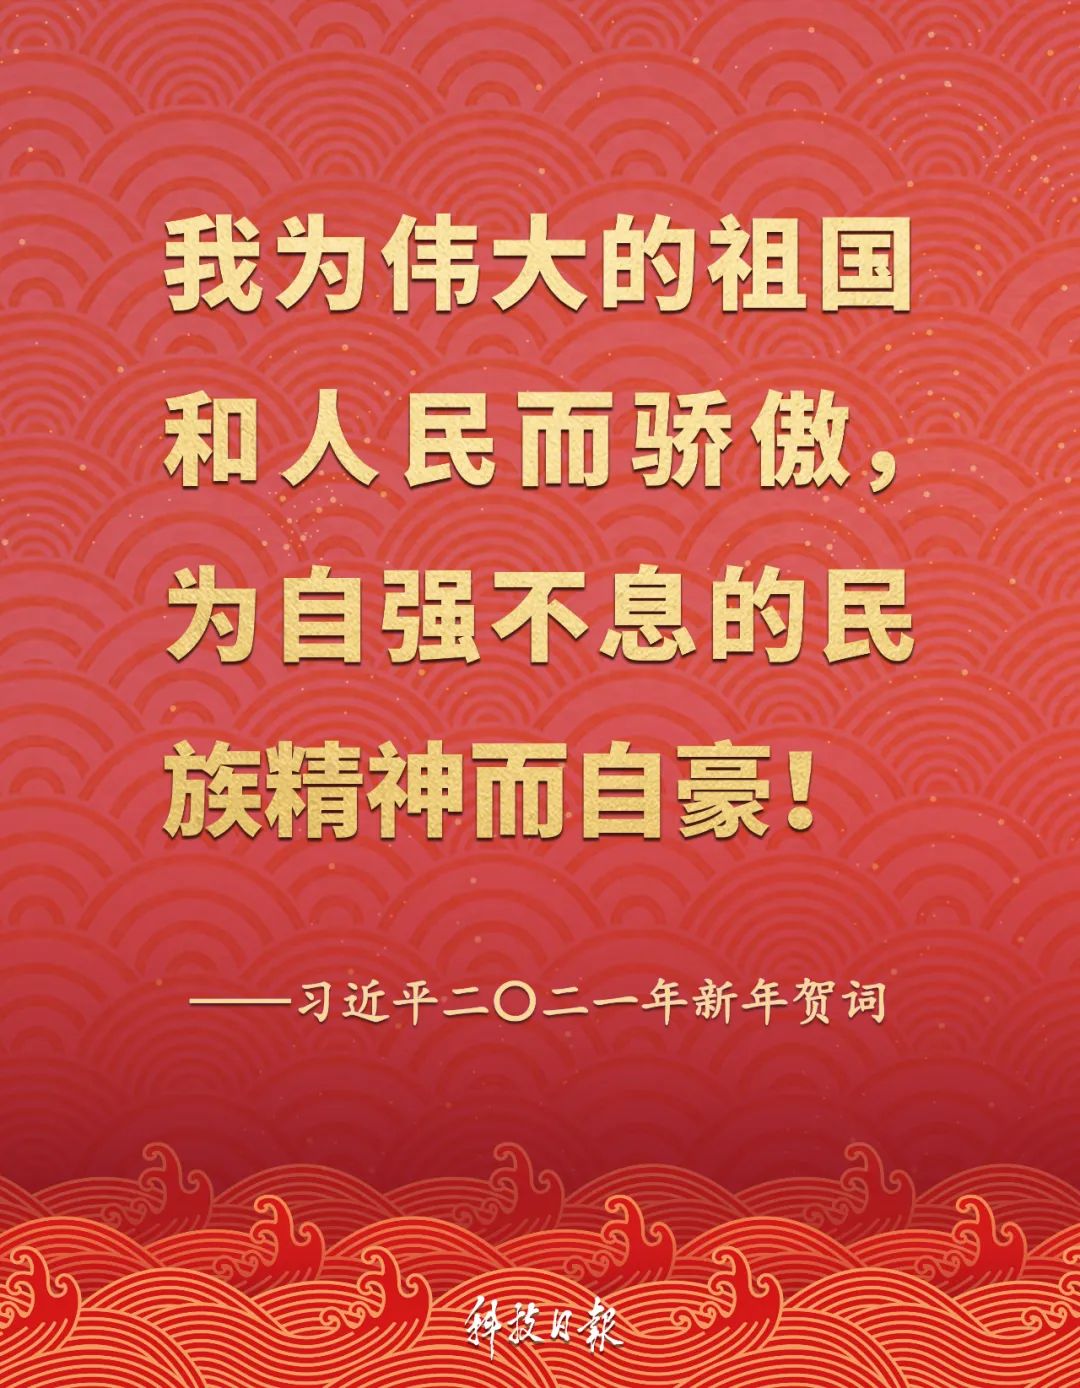 我为伟大的祖国
和人民而骄傲，
为自强不息的民
族精神而自豪！
——习近平二〇二一年新年贺词
科技日報